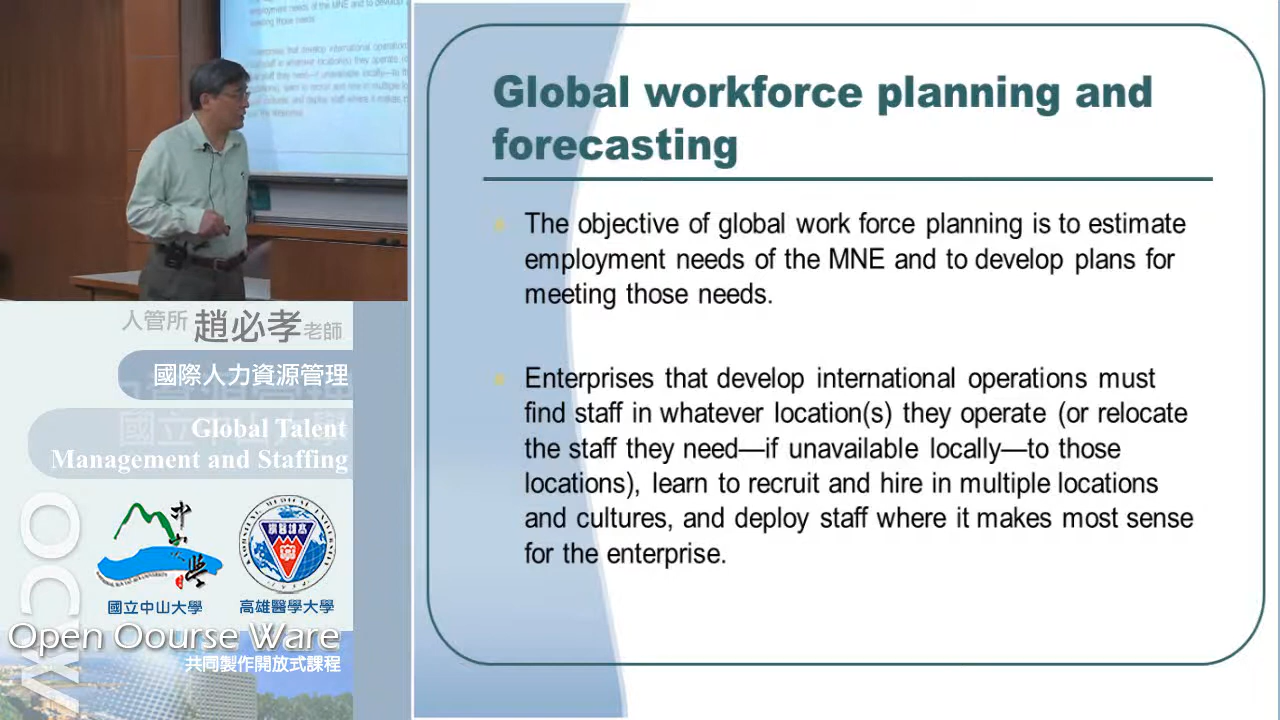 Global workforce planning and
forecasting
The objective of global work force planning is to estimate
employment needs of the MNE and to develop plans for
meeting those needs.
Enterprises that develop international operations must
find staff in whatever location(s) they operate (or relocate
the staff they need—if unavailable locally—to those
locations), learn to recruit and hire in multiple locations
and cultures, and deploy staff where it makes most sense
for the enterprise.
人管所 趙必孝老師
國際人力資源管理
Global Talent
Management and Staffing
中山大學
國立中山大學
高雄醫學大學
OCW
Open Oourse Ware
共同製作開放式課程